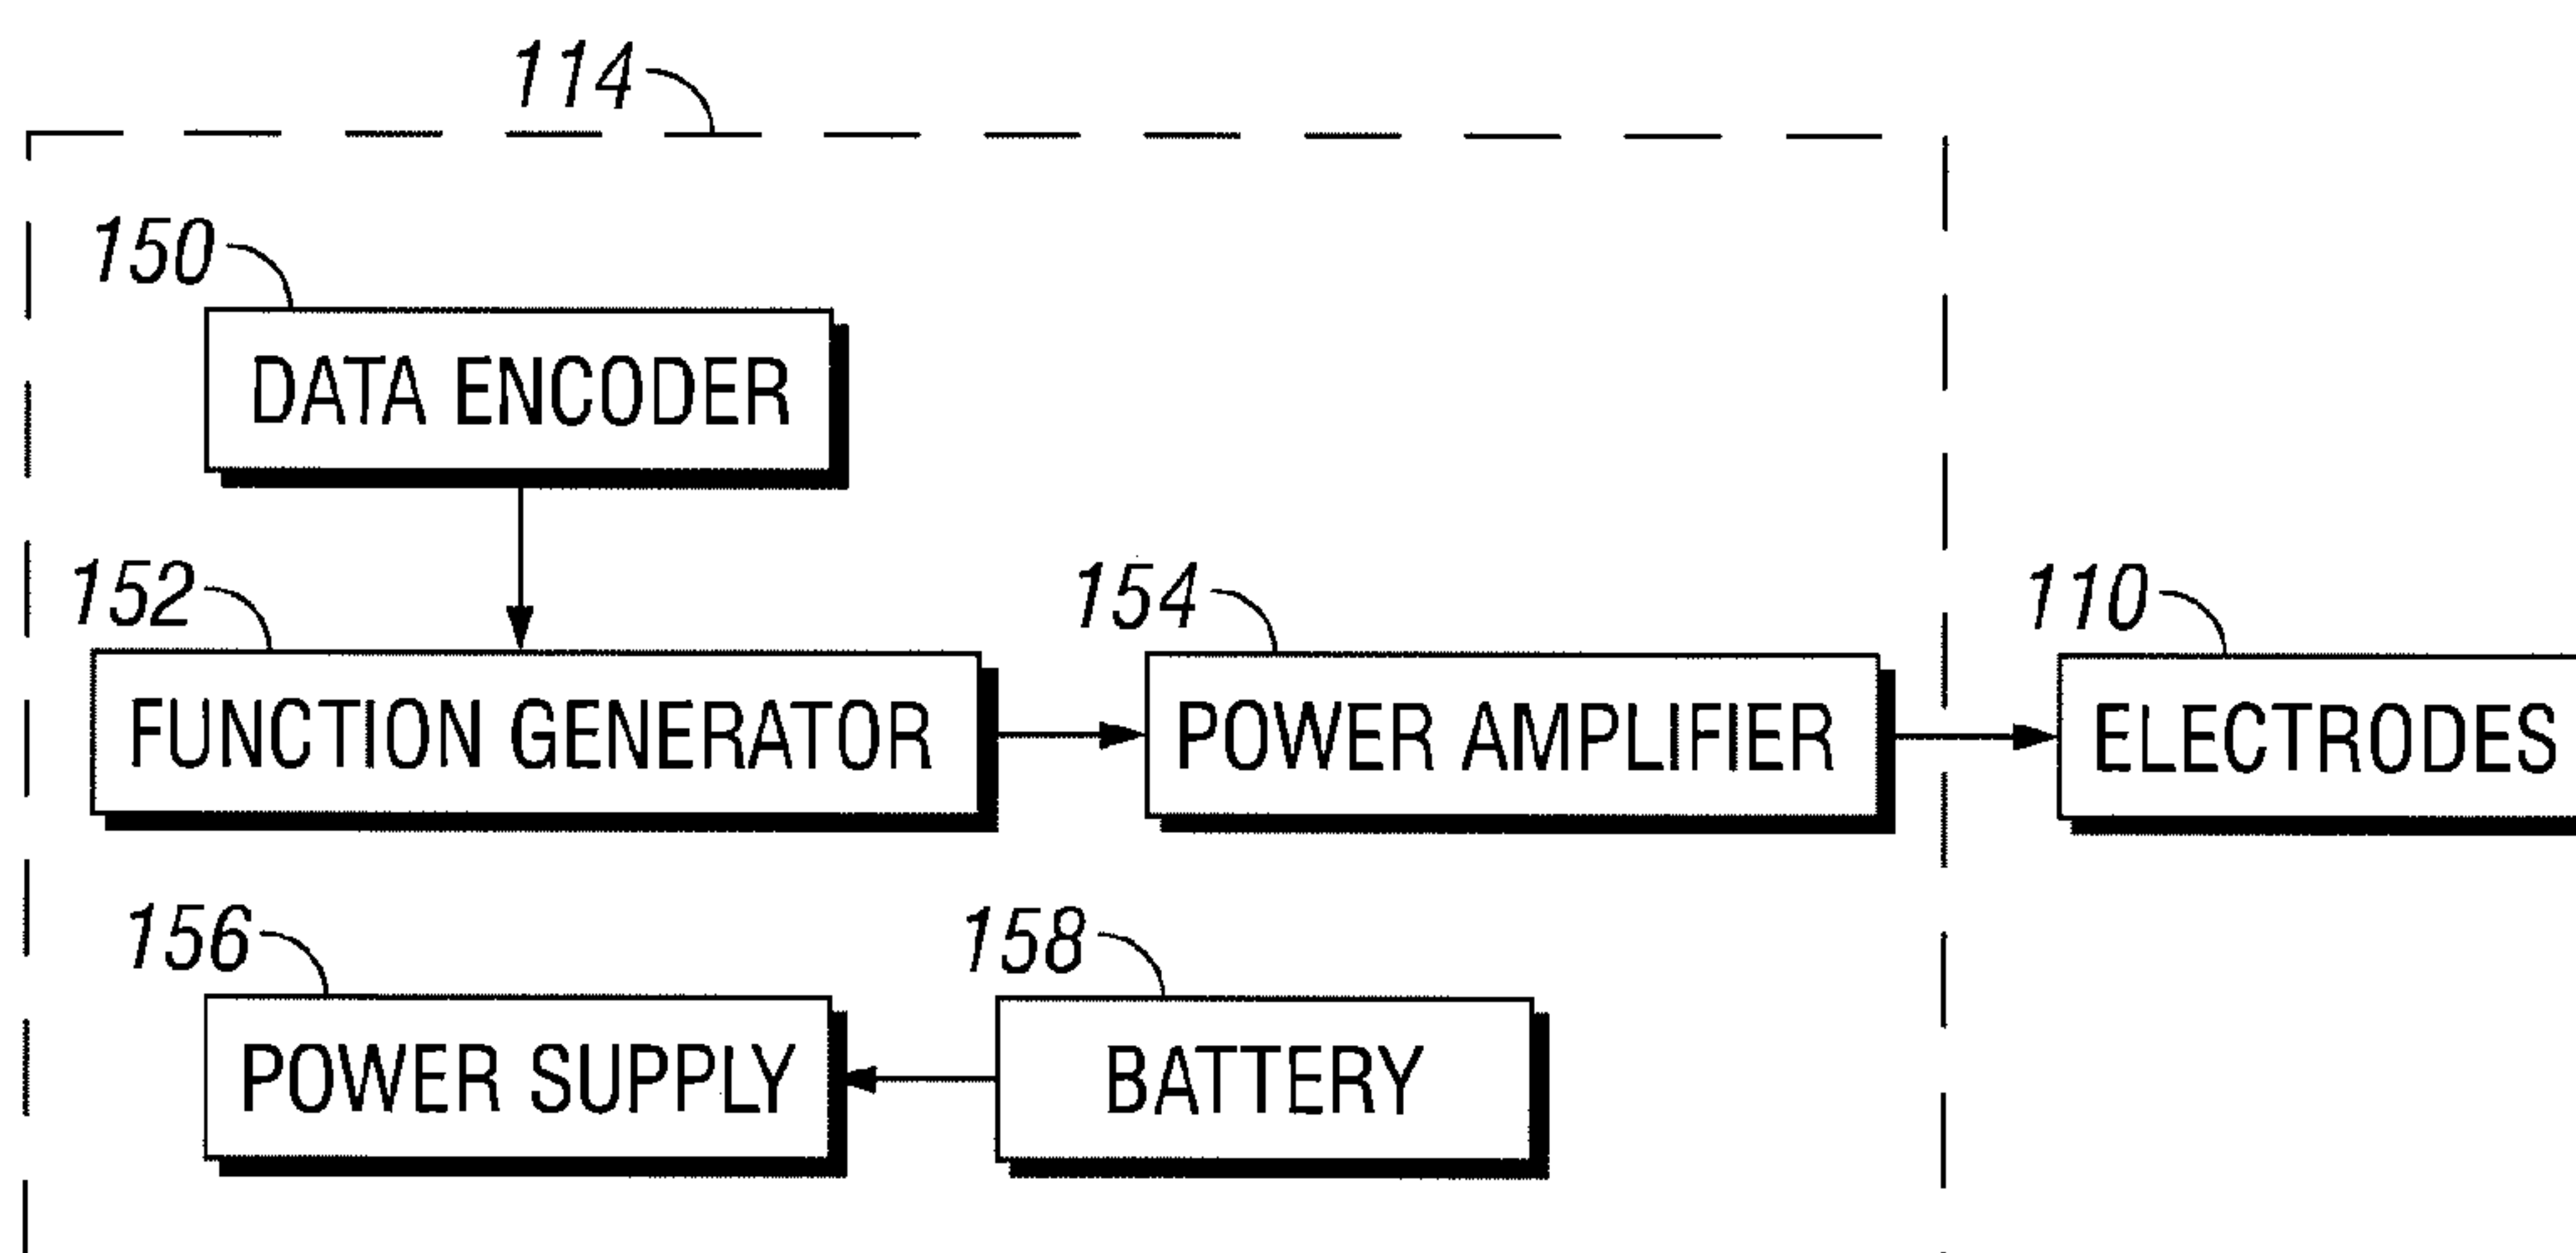 114
150
DATA ENCODER
152
154
110
FUNCTION GENERATOR
POWER AMPLIFIER
ELECTRODES
156
158
POWER SUPPLY
BATTERY